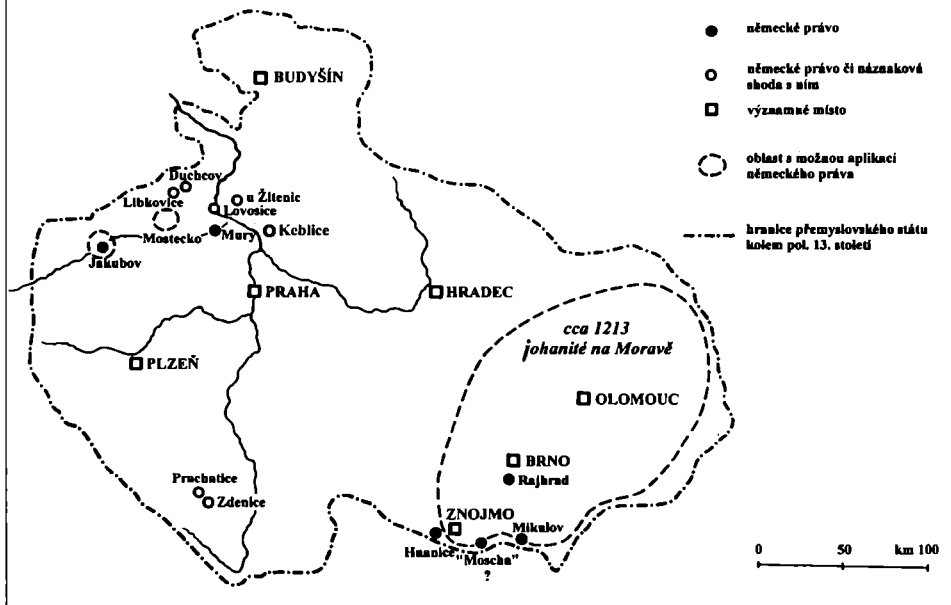 německé právo
německé právo či náznaková
shoda s ním
význámné místo
oblast s možnou aplikací
německého práva
hranice přemyslovského státu
kolem pol. 13. století
BUDYŠÍN
Duchcov
Libkovice
u Žitenic
Lovosice
Mostecko
Mury
Keblice
Jakubov
PRAHA
HRADEC
cca 1213
johanité na Moravě
PLZEŇ
OLOMOUC
BRNO
Rajhrad
Prachatice
Zdenice
ZNOJMO
Mikulov
Hnanice
"Moscha"
?
0 50 km 100